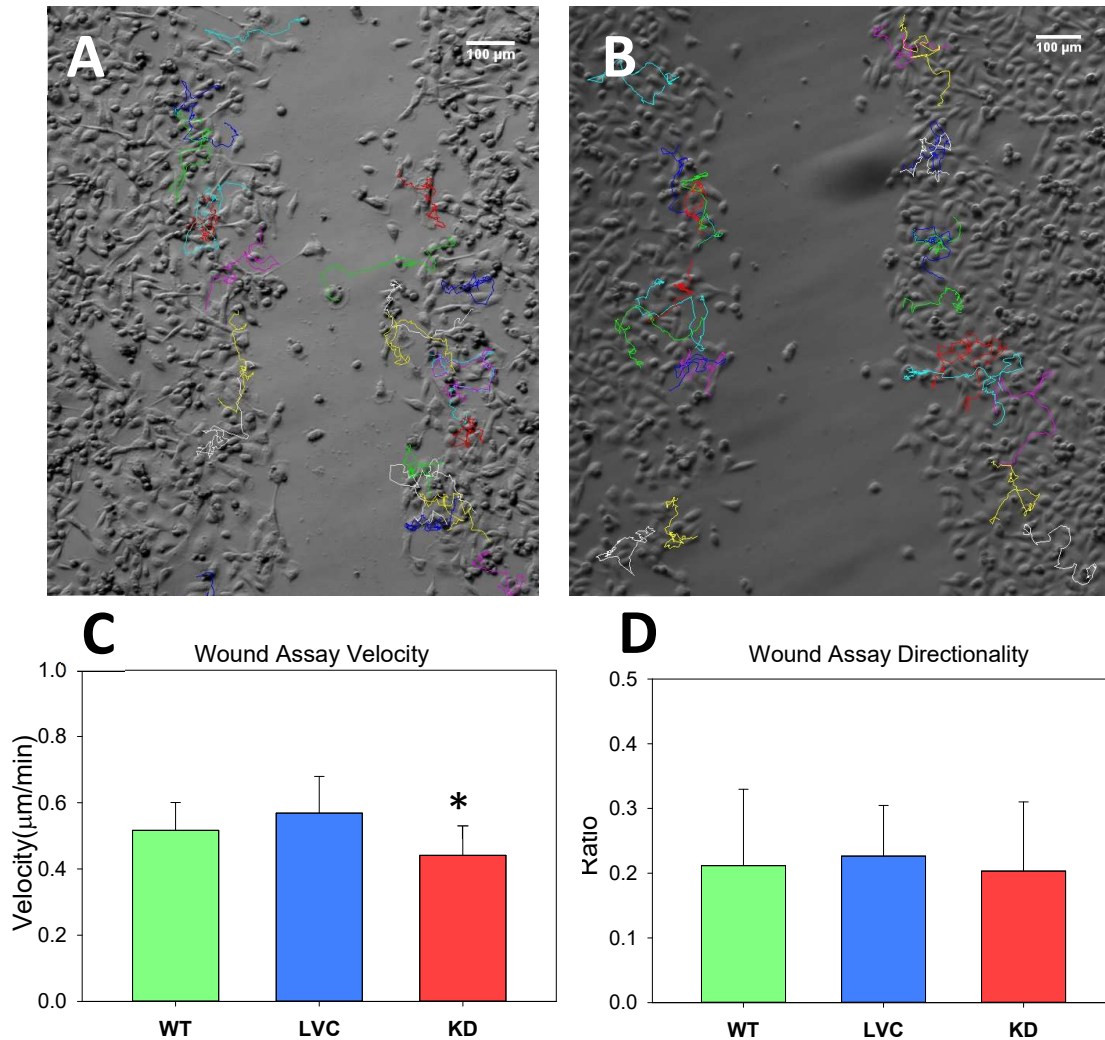 A
100 µm
B
100 µm
C
Wound Assay Velocity
Velocity(µm/min)
1.0
0.8
0.6
0.4
0.2
0.0
*
WT LVC KD
D
Wound Assay Directionality
Ratio
0.5
0.4
0.3
0.2
0.1
0.0
WT LVC KD